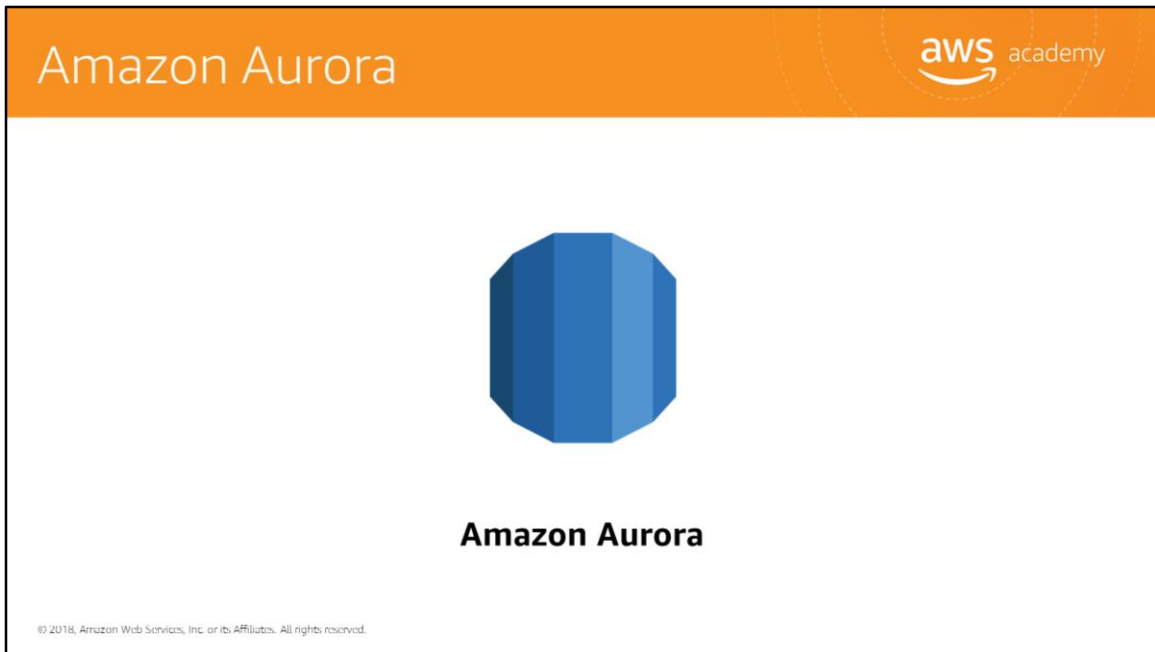 Amazon Aurora
aws academy
Amazon Aurora
© 2018, Amazon Web Services, Inc. or its Affiliates. All rights reserved.